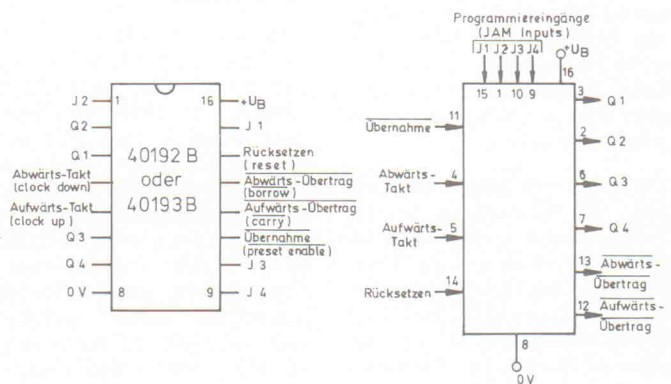 J 2
1
16
+UB
Q2
J 1
Q1
40192 B
oder
40193B
Rücksetzen
(reset)
Abwärts-Takt
(clock down)
Abwärts-Übertrag
(borrow)
Aufwärts-Takt
(clock up)
Aufwärts-Übertrag
(carry)
Q 3
Übernahme
(preset enable)
Q 4
J 3
0 V
8
9
J 4
Programmiereingänge
(JAM Inputs)
J1 J2 J3 J4
+UB
16
15 1 10 9
3
Q 1
11
Übernahme
2
Q 2
Abwärts-
Takt
4
6
Q 3
Aufwärts-
Takt
5
7
Q 4
13
Abwärts-
Übertrag
Rücksetzen
14
12
Aufwärts-
Übertrag
8
0V